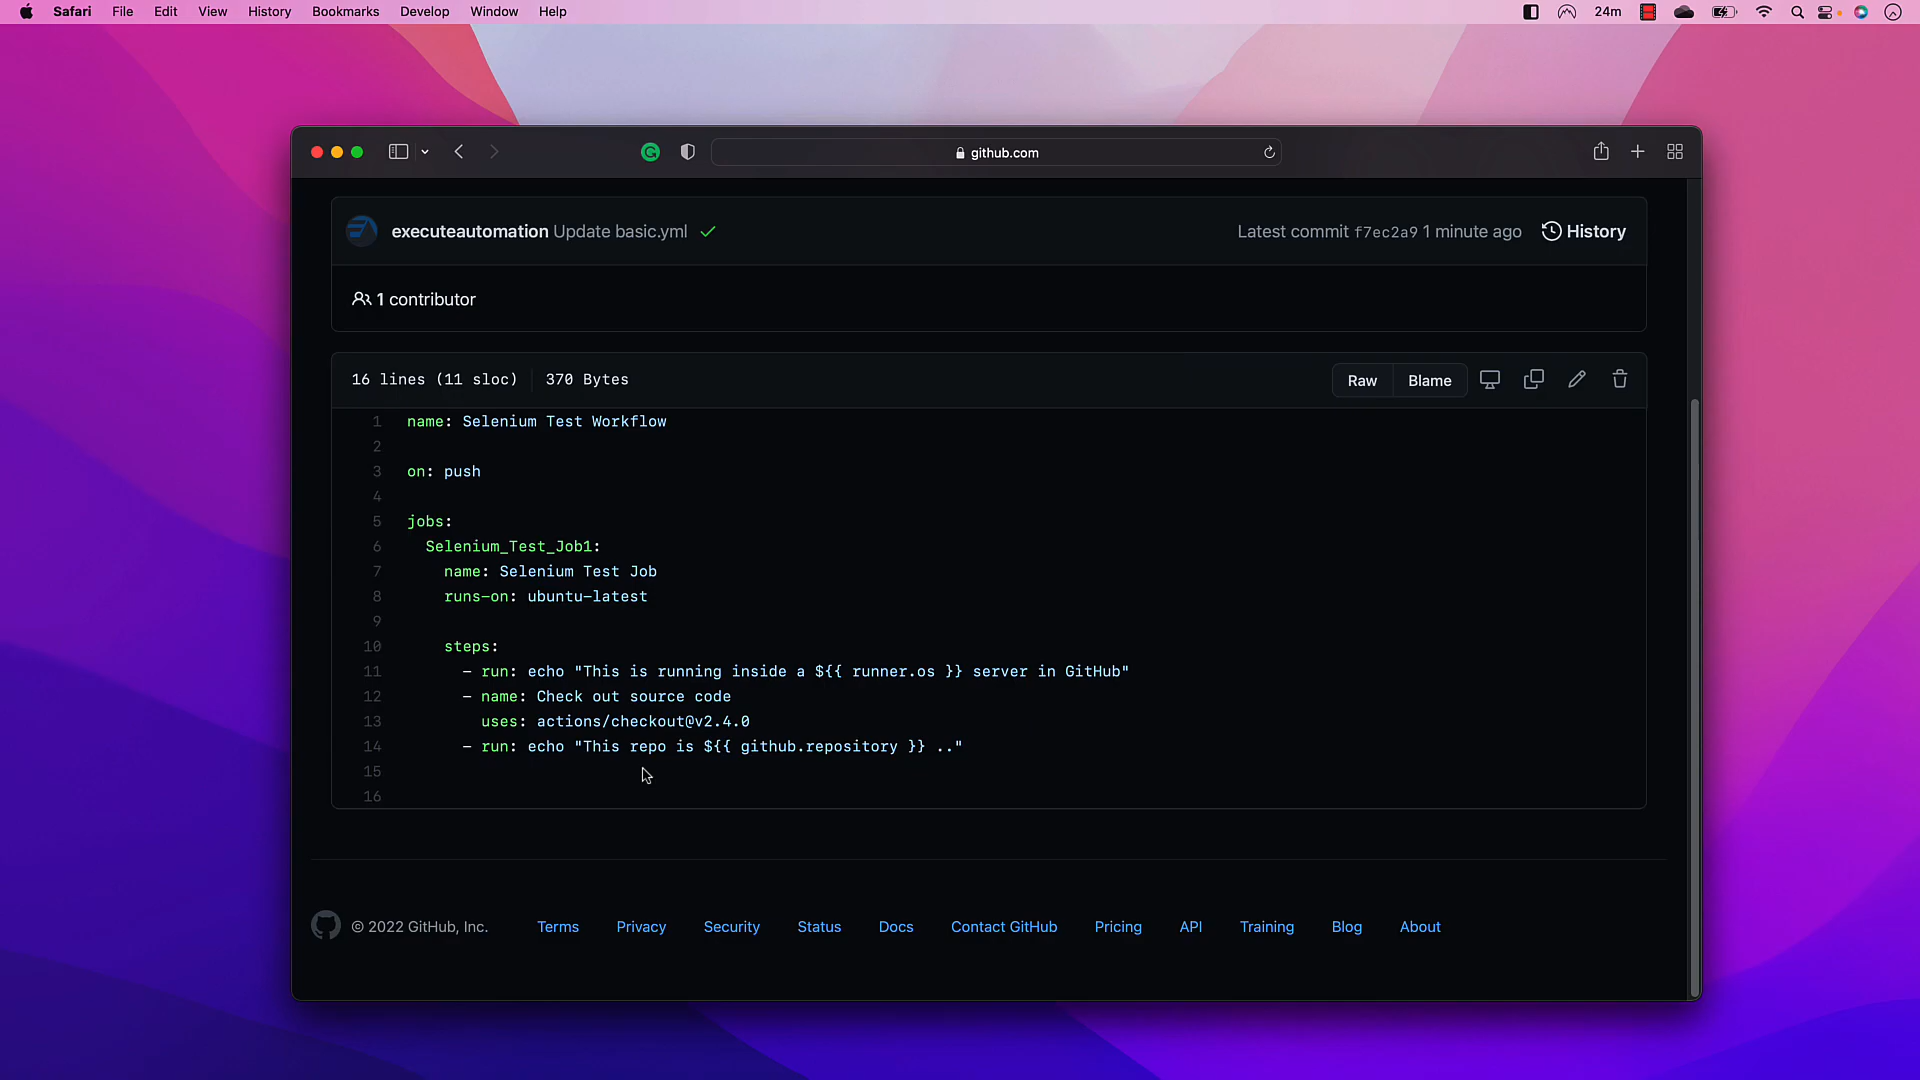 Safari File Edit View History Bookmarks Develop Window Help 24m
github.com
executeautomation Update basic.yml Latest commit f7ec2a9 1 minute ago History
1 contributor
16 lines (11 sloc) 370 Bytes Raw Blame
1 name: Selenium Test Workflow
2
3 on: push
4
5 jobs:
6 Selenium_Test_Job1:
7 name: Selenium Test Job
8 runs-on: ubuntu-latest
9
10 steps:
11 - run: echo "This is running inside a ${{ runner.os }} server in GitHub"
12 - name: Check out source code
13 uses: actions/checkout@v2.4.0
14 - run: echo "This repo is ${{ github.repository }} .."
15
16
© 2022 GitHub, Inc. Terms Privacy Security Status Docs Contact GitHub Pricing API Training Blog About